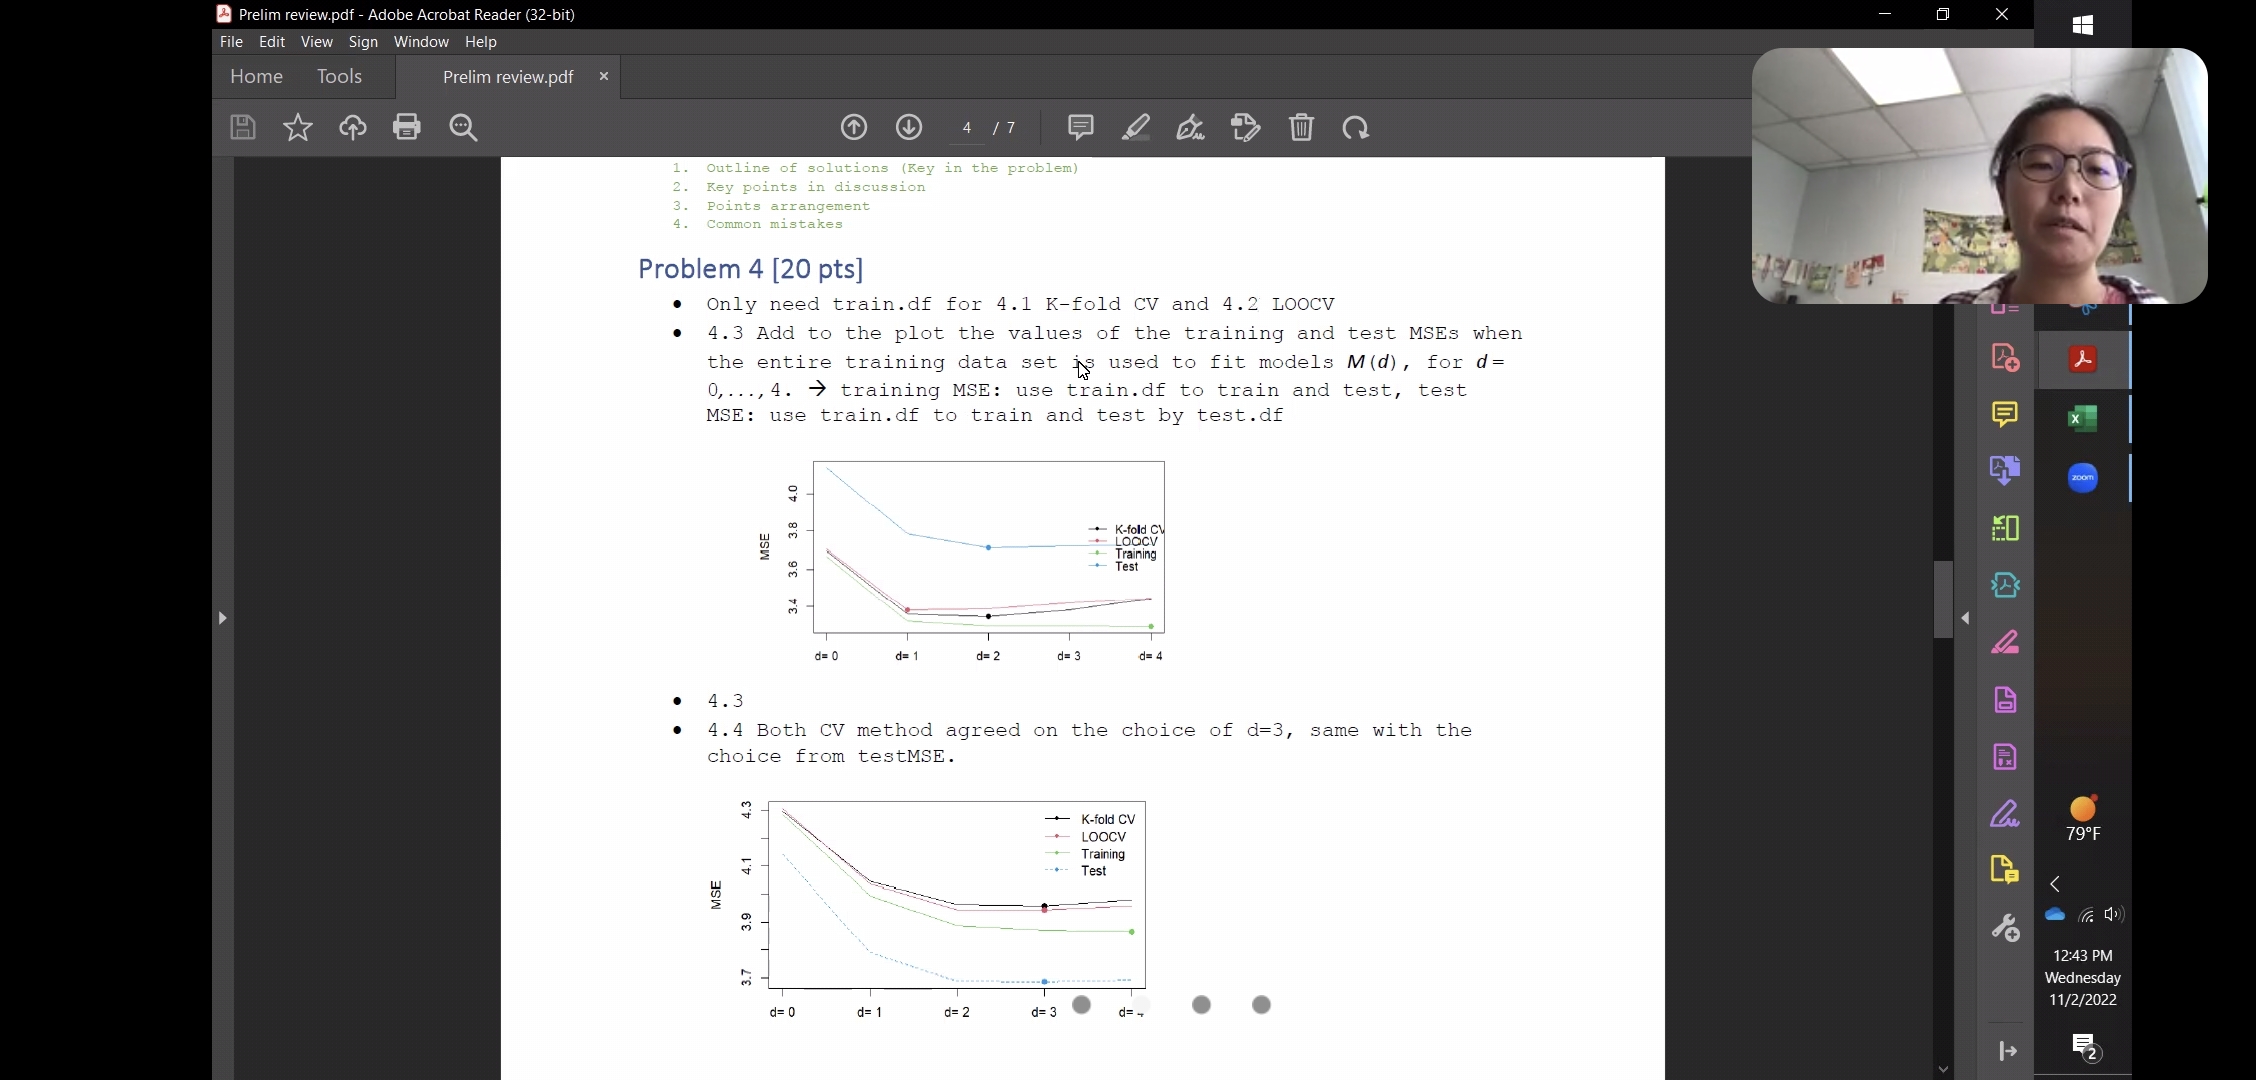 Prelim review.pdf - Adobe Acrobat Reader (32-bit)
File Edit View Sign Window Help
Home Tools Prelim review.pdf ×
4 / 7
1. Outline of solutions (Key in the problem)
2. Key points in discussion
3. Points arrangement
4. Common mistakes
Problem 4 [20 pts]
• Only need train.df for 4.1 K-fold CV and 4.2 LOOCV
• 4.3 Add to the plot the values of the training and test MSEs when
the entire training data set is used to fit models M(d), for d=
0,...,4. → training MSE: use train.df to train and test, test
MSE: use train.df to train and test by test.df
MSE
4.0
3.8
3.6
3.4
K-fold CV
LOOCV
Training
Test
d= 0 d= 1 d= 2 d= 3 d= 4
• 4.3
• 4.4 Both CV method agreed on the choice of d=3, same with the
choice from testMSE.
MSE
4.3
4.1
3.9
3.7
K-fold CV
LOOCV
Training
Test
d= 0 d= 1 d= 2 d= 3 d= 4
zoom
79°F
12:43 PM
Wednesday
11/2/2022
2